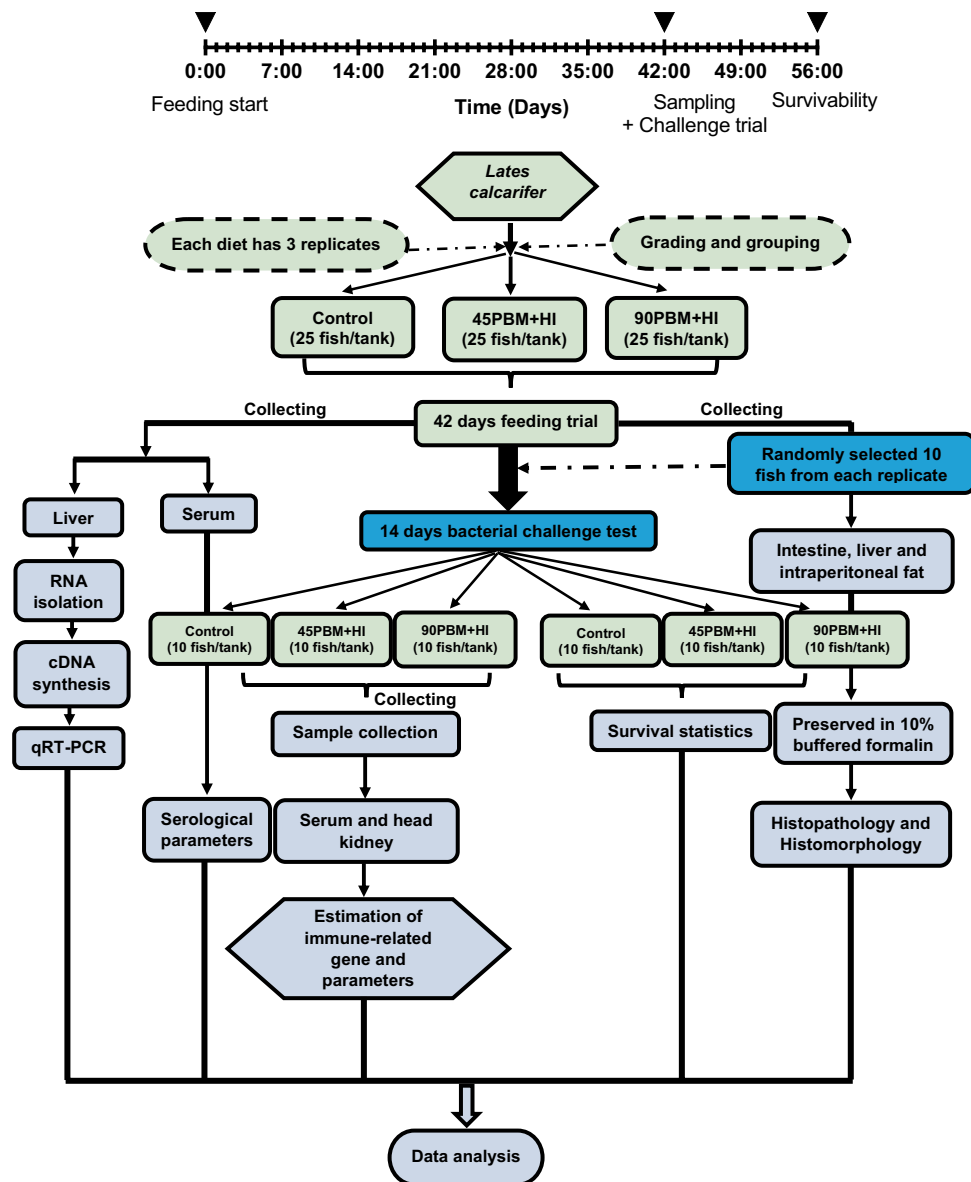 0:00 7:00 14:00 21:00 28:00 35:00 42:00 49:00 56:00
Feeding start
Time (Days)
Sampling
+ Challenge trial
Survivability
Lates
calcarifer
Each diet has 3 replicates
Grading and grouping
Control
(25 fish/tank)
45PBM+HI
(25 fish/tank)
90PBM+HI
(25 fish/tank)
Collecting
42 days feeding trial
Collecting
Randomly selected 10
fish from each replicate
Liver
Serum
14 days bacterial challenge test
Intestine, liver and
intraperitoneal fat
RNA
isolation
Control
(10 fish/tank)
45PBM+HI
(10 fish/tank)
90PBM+HI
(10 fish/tank)
Control
(10 fish/tank)
45PBM+HI
(10 fish/tank)
90PBM+HI
(10 fish/tank)
cDNA
synthesis
Collecting
Sample collection
Survival statistics
Preserved in 10%
buffered formalin
qRT-PCR
Serological
parameters
Serum and head
kidney
Histopathology and
Histomorphology
Estimation of
immune-related
gene and
parameters
Data analysis